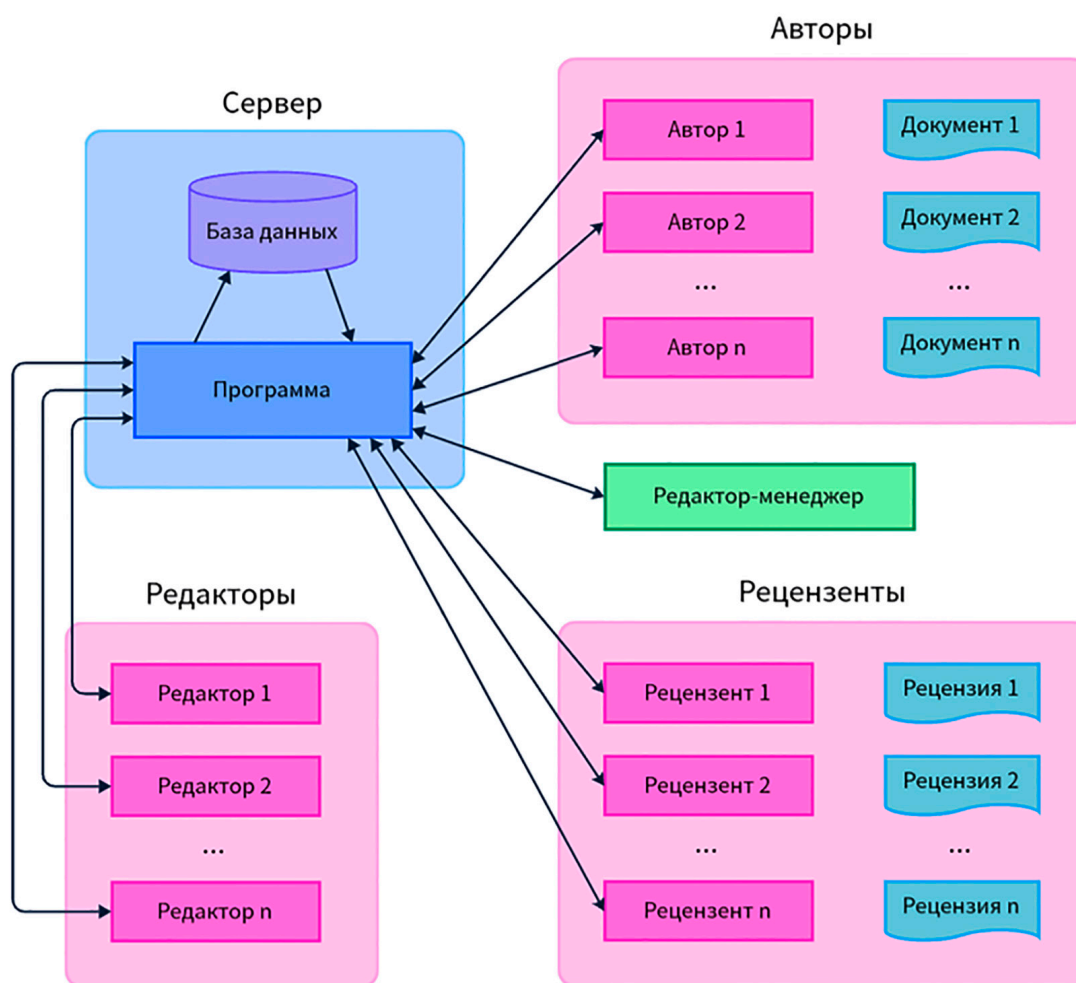 Авторы
Сервер
Автор 1
Документ 1
Автор 2
Документ 2
База данных
...
...
Автор n
Документ n
Программа
Редактор-менеджер
Редакторы
Рецензенты
Редактор 1
Рецензент 1
Рецензия 1
Редактор 2
Рецензент 2
Рецензия 2
...
...
...
Редактор n
Рецензент n
Рецензия n